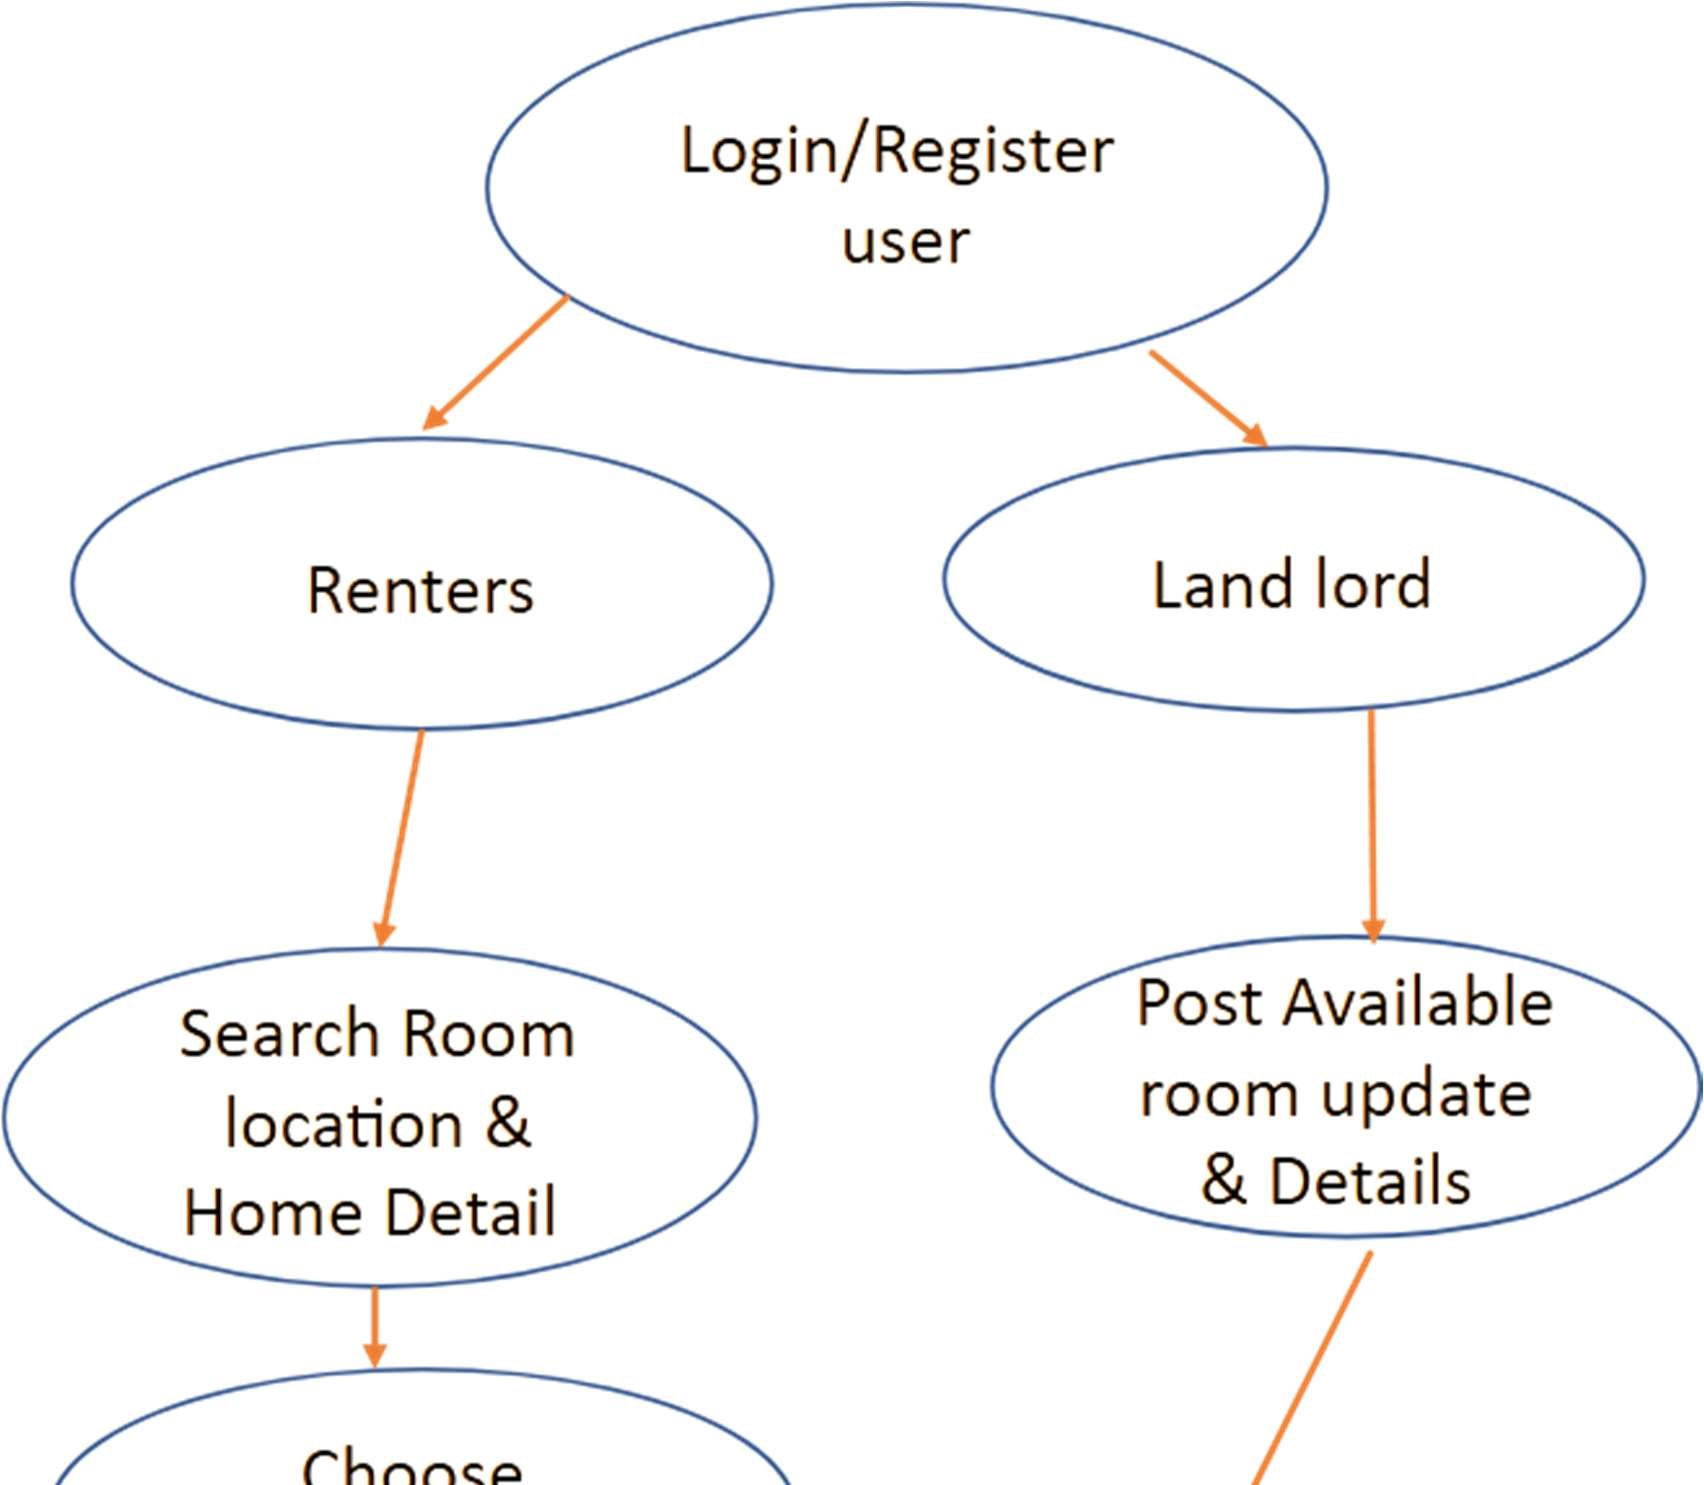 Login/Register
user
Renters
Land lord
Search Room
location &
Home Detail
Post Available
room update
& Details
Choose